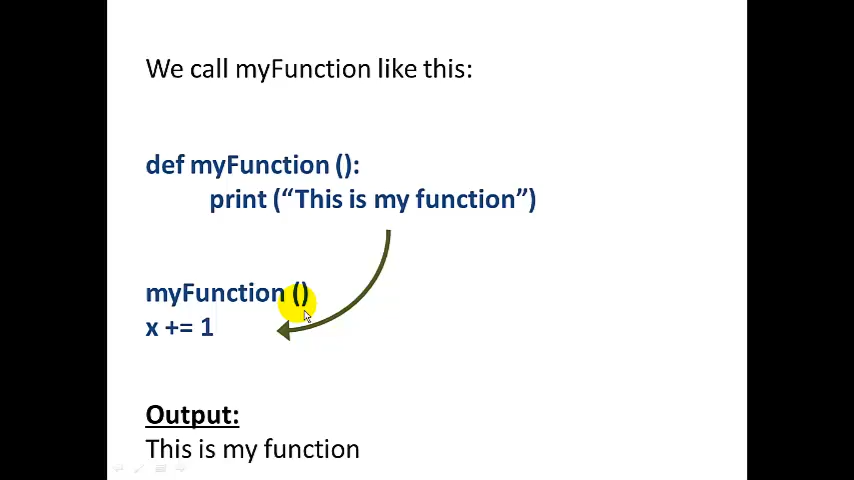 We call myFunction like this:
def myFunction ():
print (“This is my function”)
myFunction ()
x += 1
Output:
This is my function